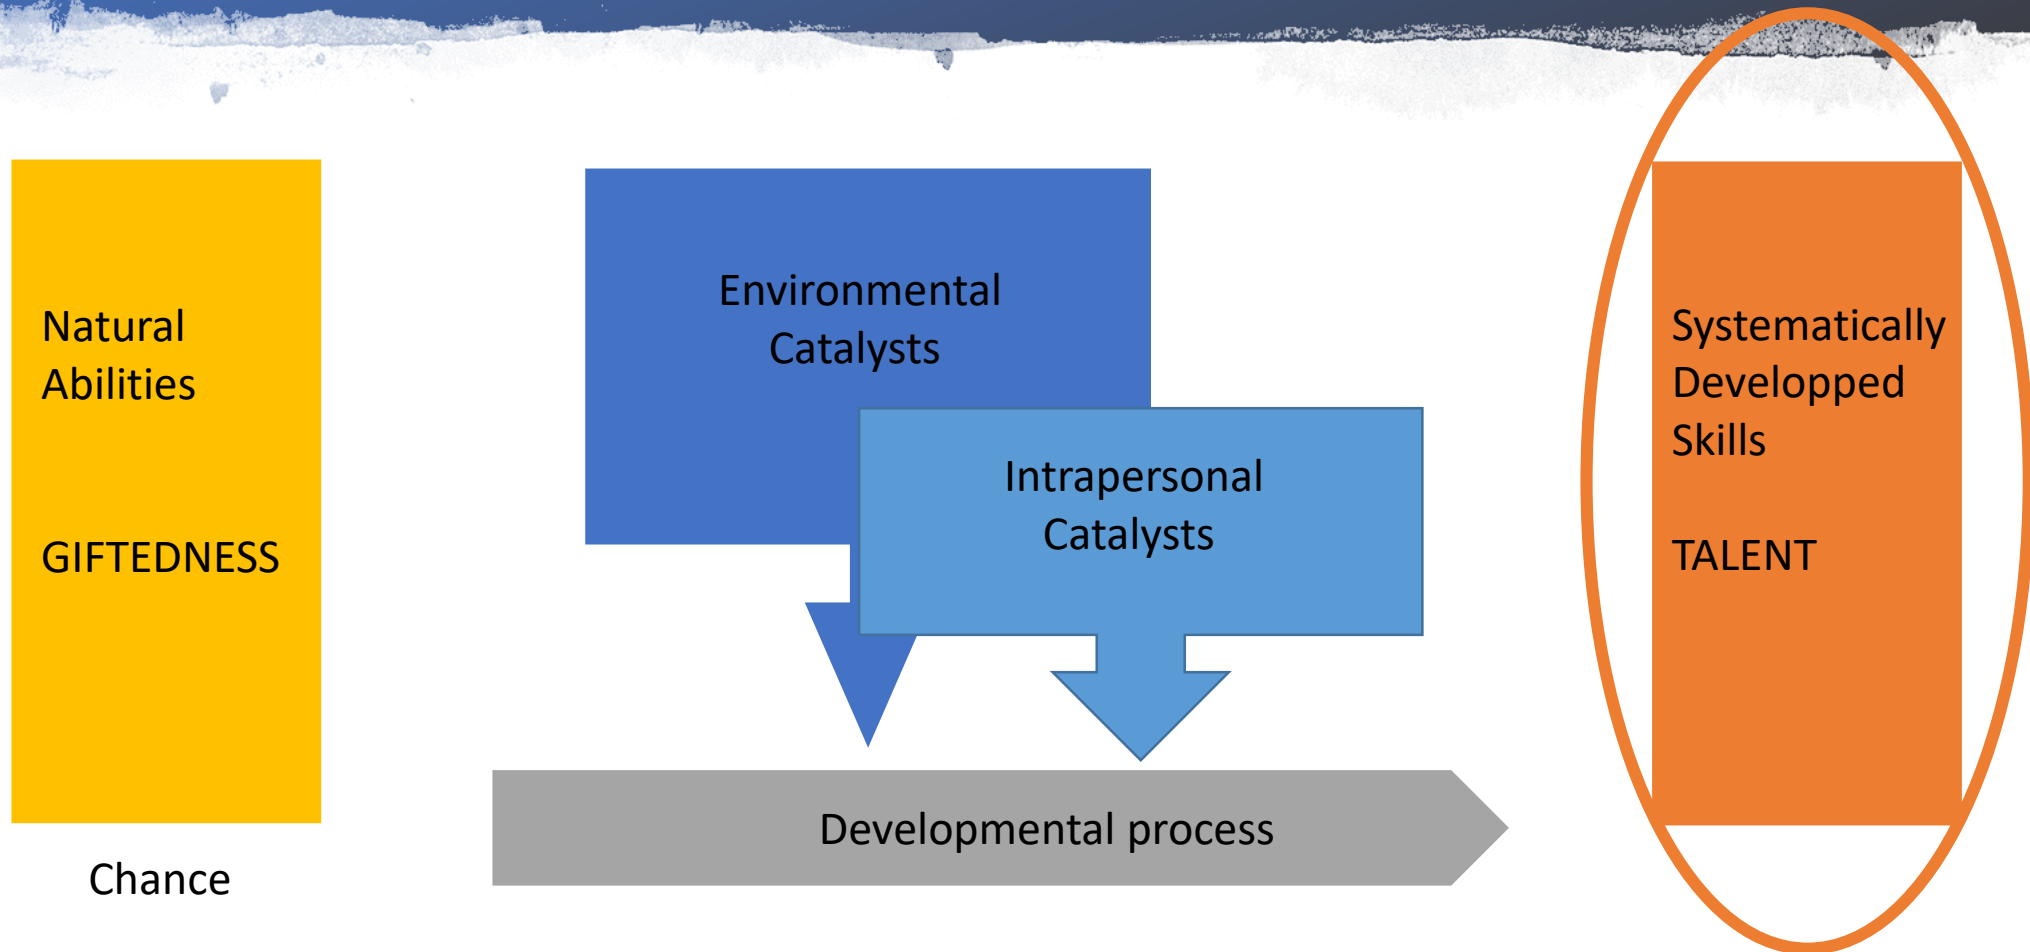 Natural
Abilities
GIFTEDNESS
Chance
Environmental
Catalysts
Intrapersonal
Catalysts
Developmental process
Systematically
Developped
Skills
TALENT